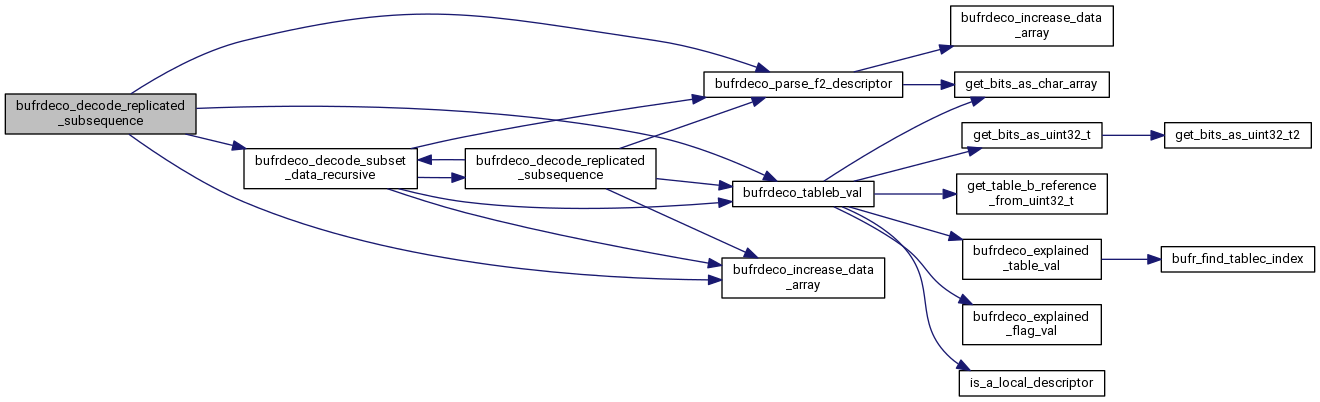 bufrdeco_decode_replicated
_subsequence
bufrdeco_decode_subset
_data_recursive
bufrdeco_decode_replicated
_subsequence
bufrdeco_parse_f2_descriptor
bufrdeco_tableb_val
bufrdeco_increase_data
_array
bufrdeco_increase_data
_array
get_bits_as_char_array
get_bits_as_uint32_t
get_table_b_reference
_from_uint32_t
bufrdeco_explained
_table_val
bufrdeco_explained
_flag_val
is_a_local_descriptor
get_bits_as_uint32_t2
bufr_find_tablec_index